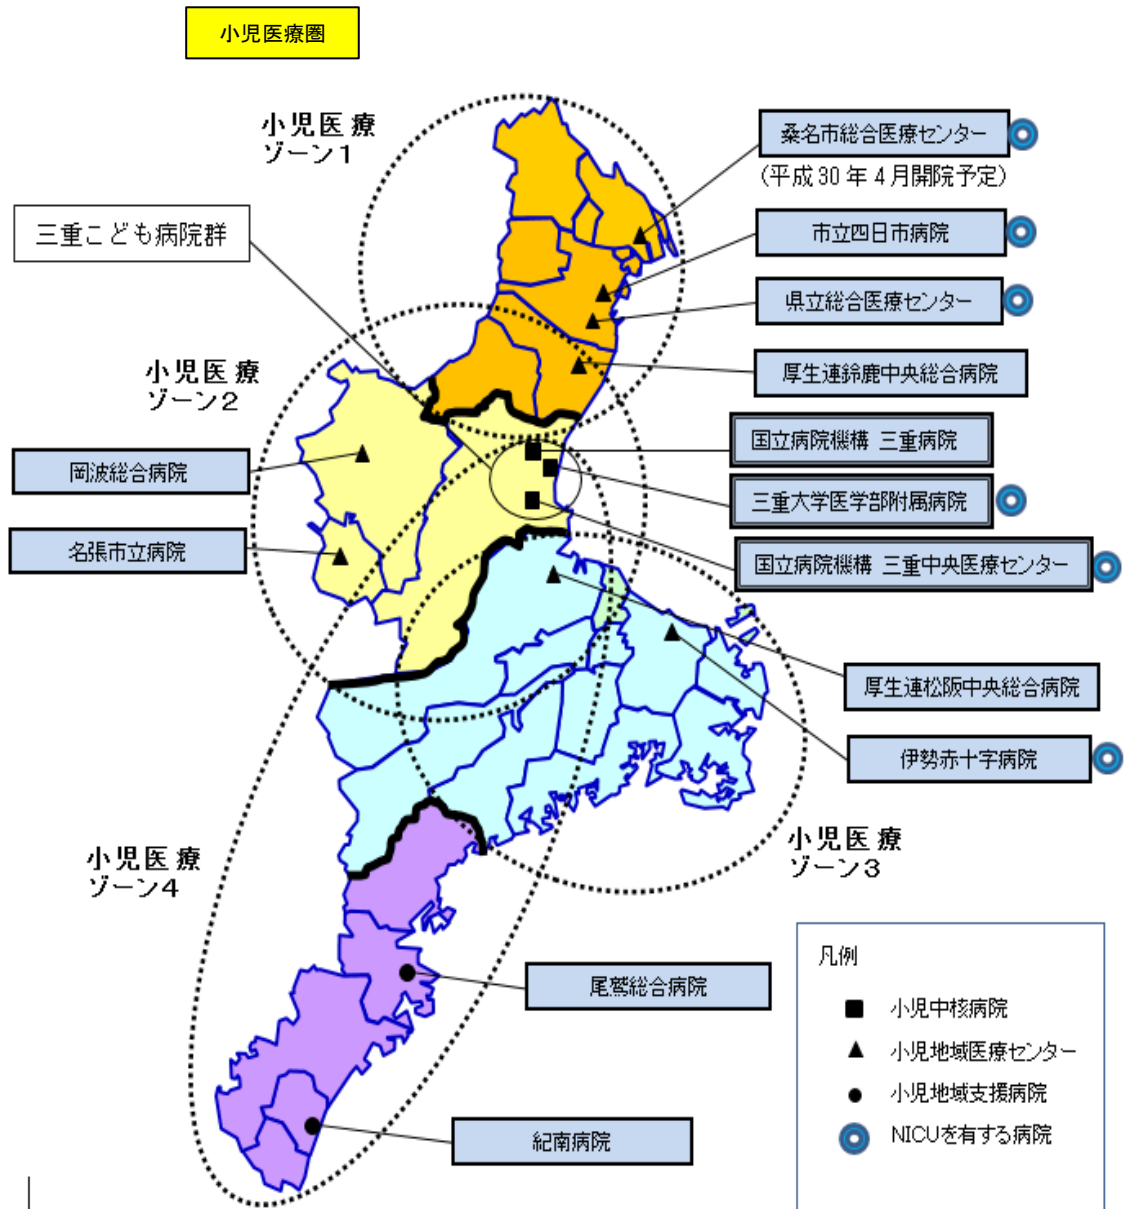 小児医療圏
小児医療
ゾーン1
桑名市総合医療センター
(平成30年4月開院予定)
三重こども病院群
市立四日市病院
県立総合医療センター
小児医療
ゾーン2
厚生連鈴鹿中央総合病院
国立病院機構 三重病院
岡波総合病院
三重大学医学部附属病院
名張市立病院
国立病院機構 三重中央医療センター
厚生連松阪中央総合病院
伊勢赤十字病院
小児医療
ゾーン3
小児医療
ゾーン4
尾鷲総合病院
紀南病院
凡例
小児中核病院
小児地域医療センター
小児地域支援病院
NICUを有する病院